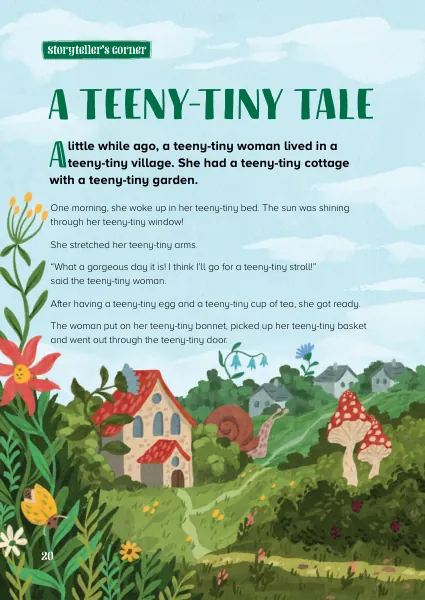 storyteller's corner
A TEENY-TINY TALE
A little while ago, a teeny-tiny woman lived in a
teeny-tiny village. She had a teeny-tiny cottage
with a teeny-tiny garden.
One morning, she woke up in her teeny-tiny bed. The sun was shining
through her teeny-tiny window!
She stretched her teeny-tiny arms.
“What a gorgeous day it is! I think I’ll go for a teeny-tiny stroll!”
said the teeny-tiny woman.
After having a teeny-tiny egg and a teeny-tiny cup of tea, she got ready.
The woman put on her teeny-tiny bonnet, picked up her teeny-tiny basket
and went out through the teeny-tiny door.
20